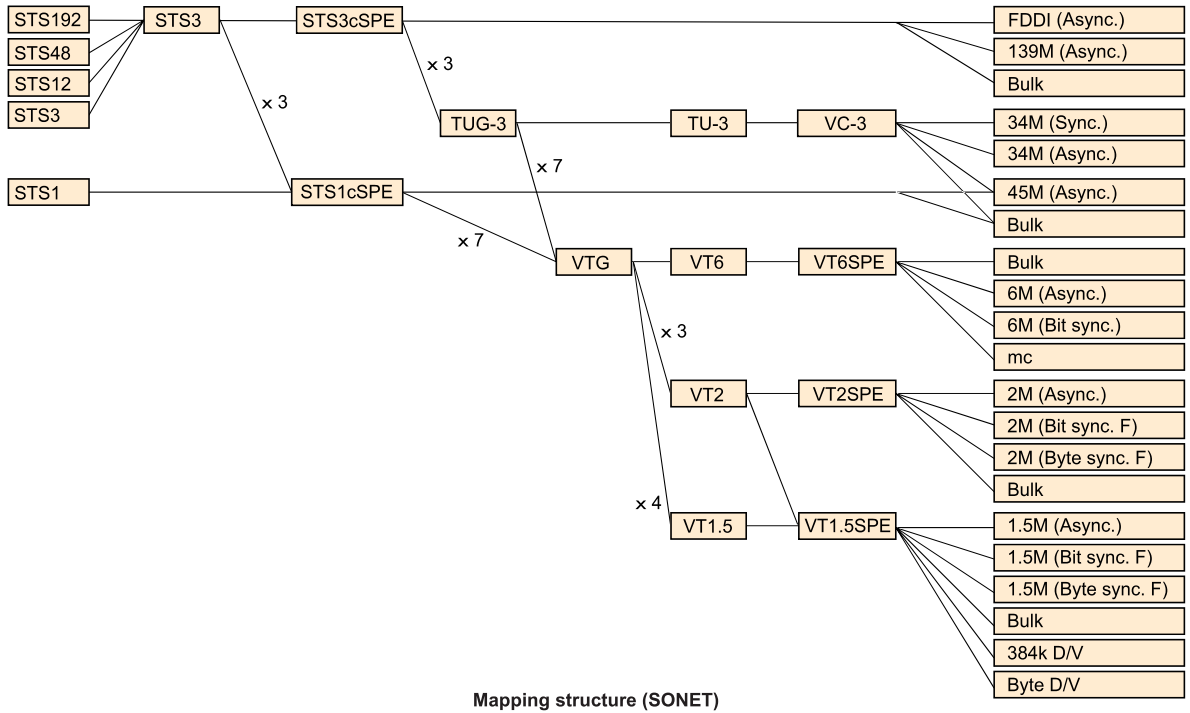 STS192
STS3
STS3cSPE
FDDI (Async.)
STS48
139M (Async.)
x 3
STS12
Bulk
x 3
STS3
TUG-3
TU-3
VC-3
34M (Sync.)
34M (Async.)
x 7
STS1
STS1cSPE
45M (Async.)
Bulk
x 7
VTG
VT6
VT6SPE
Bulk
6M (Async.)
6M (Bit sync.)
x 3
mc
VT2
VT2SPE
2M (Async.)
2M (Bit sync. F)
2M (Byte sync. F)
Bulk
x 4
VT1.5
VT1.5SPE
1.5M (Async.)
1.5M (Bit sync. F)
1.5M (Byte sync. F)
Bulk
384k D/V
Byte D/V
Mapping structure (SONET)